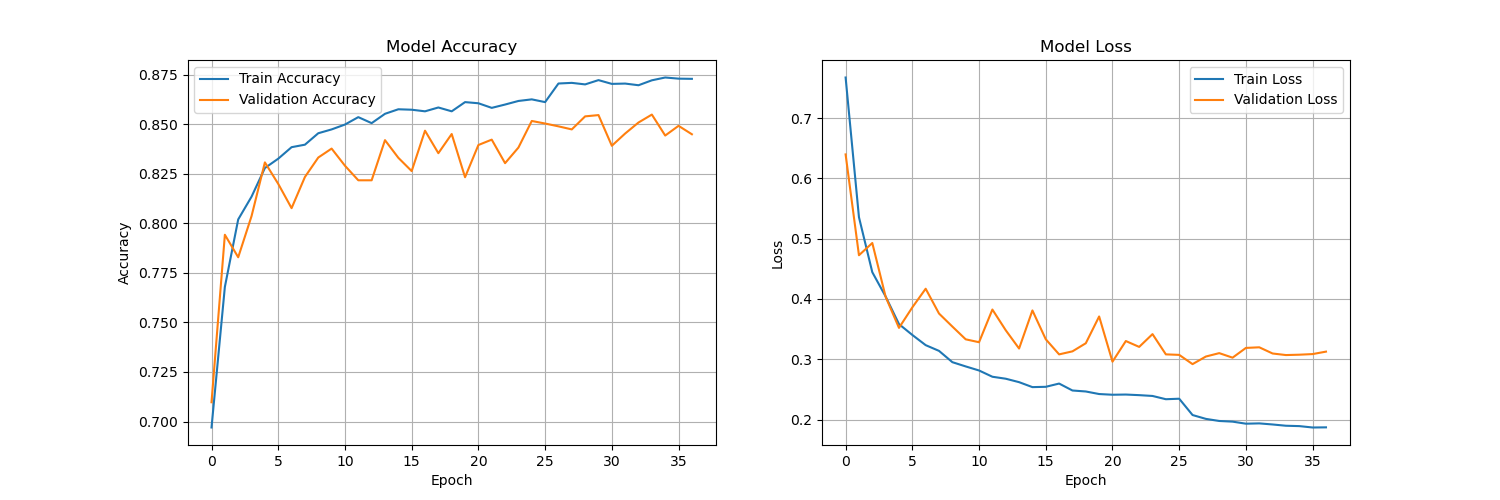 Model Accuracy
Train Accuracy
Validation Accuracy
Accuracy
0.875
0.850
0.825
0.800
0.775
0.750
0.725
0.700
0 5 10 15 20 25 30 35
Epoch
Model Loss
Train Loss
Validation Loss
Loss
0.7
0.6
0.5
0.4
0.3
0.2
0 5 10 15 20 25 30 35
Epoch